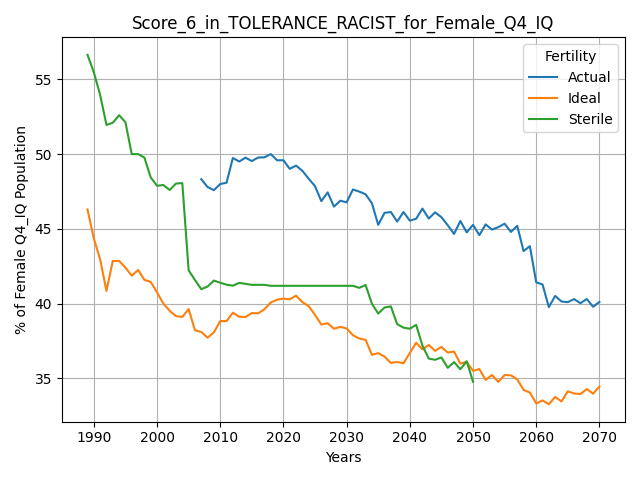 Score_6_in_TOLERANCE_RACIST_for_Female_Q4_IQ
Fertility
Actual
Ideal
Sterile
% of Female Q4_IQ Population
55
50
45
40
35
1990
2000
2010
2020
2030
2040
2050
2060
2070
Years